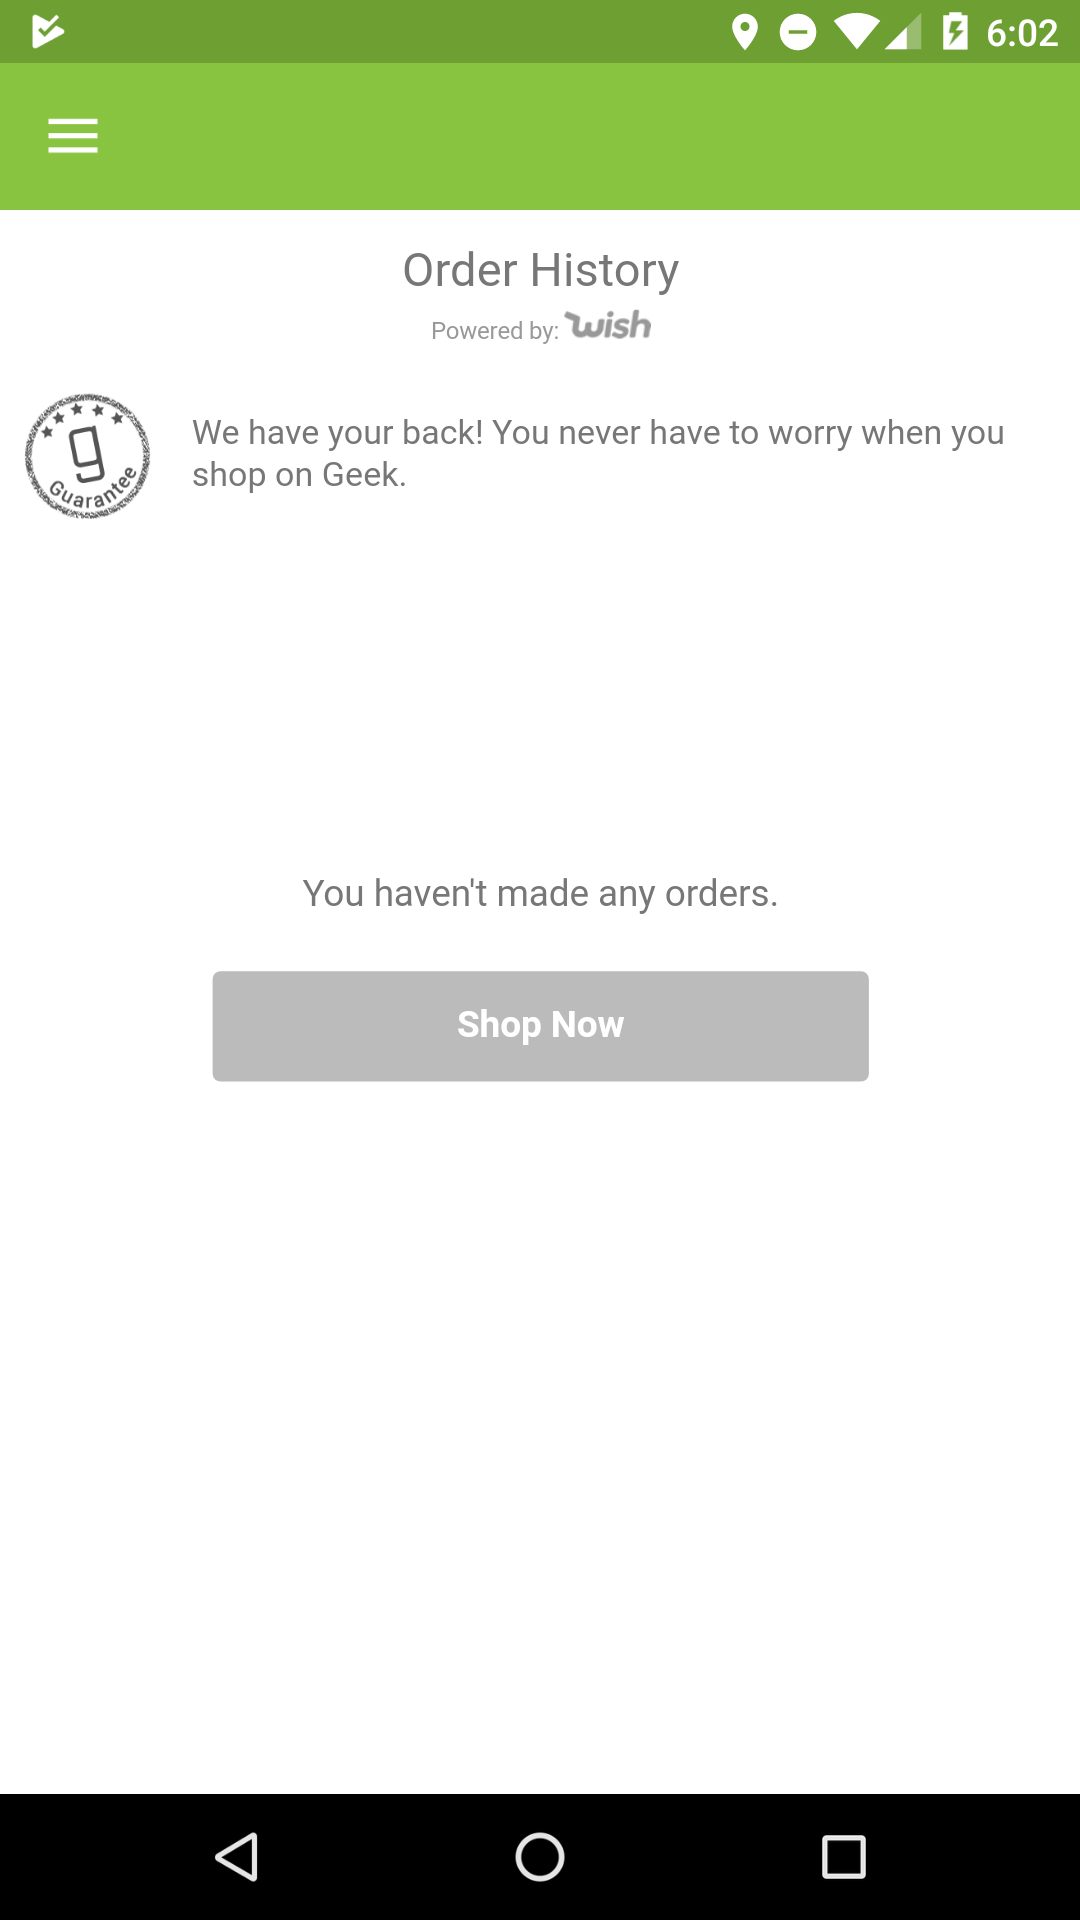 6:02
Order History
Powered by: wish
g
Guarantee
We have your back! You never have to worry when you
shop on Geek.
You haven't made any orders.
Shop Now